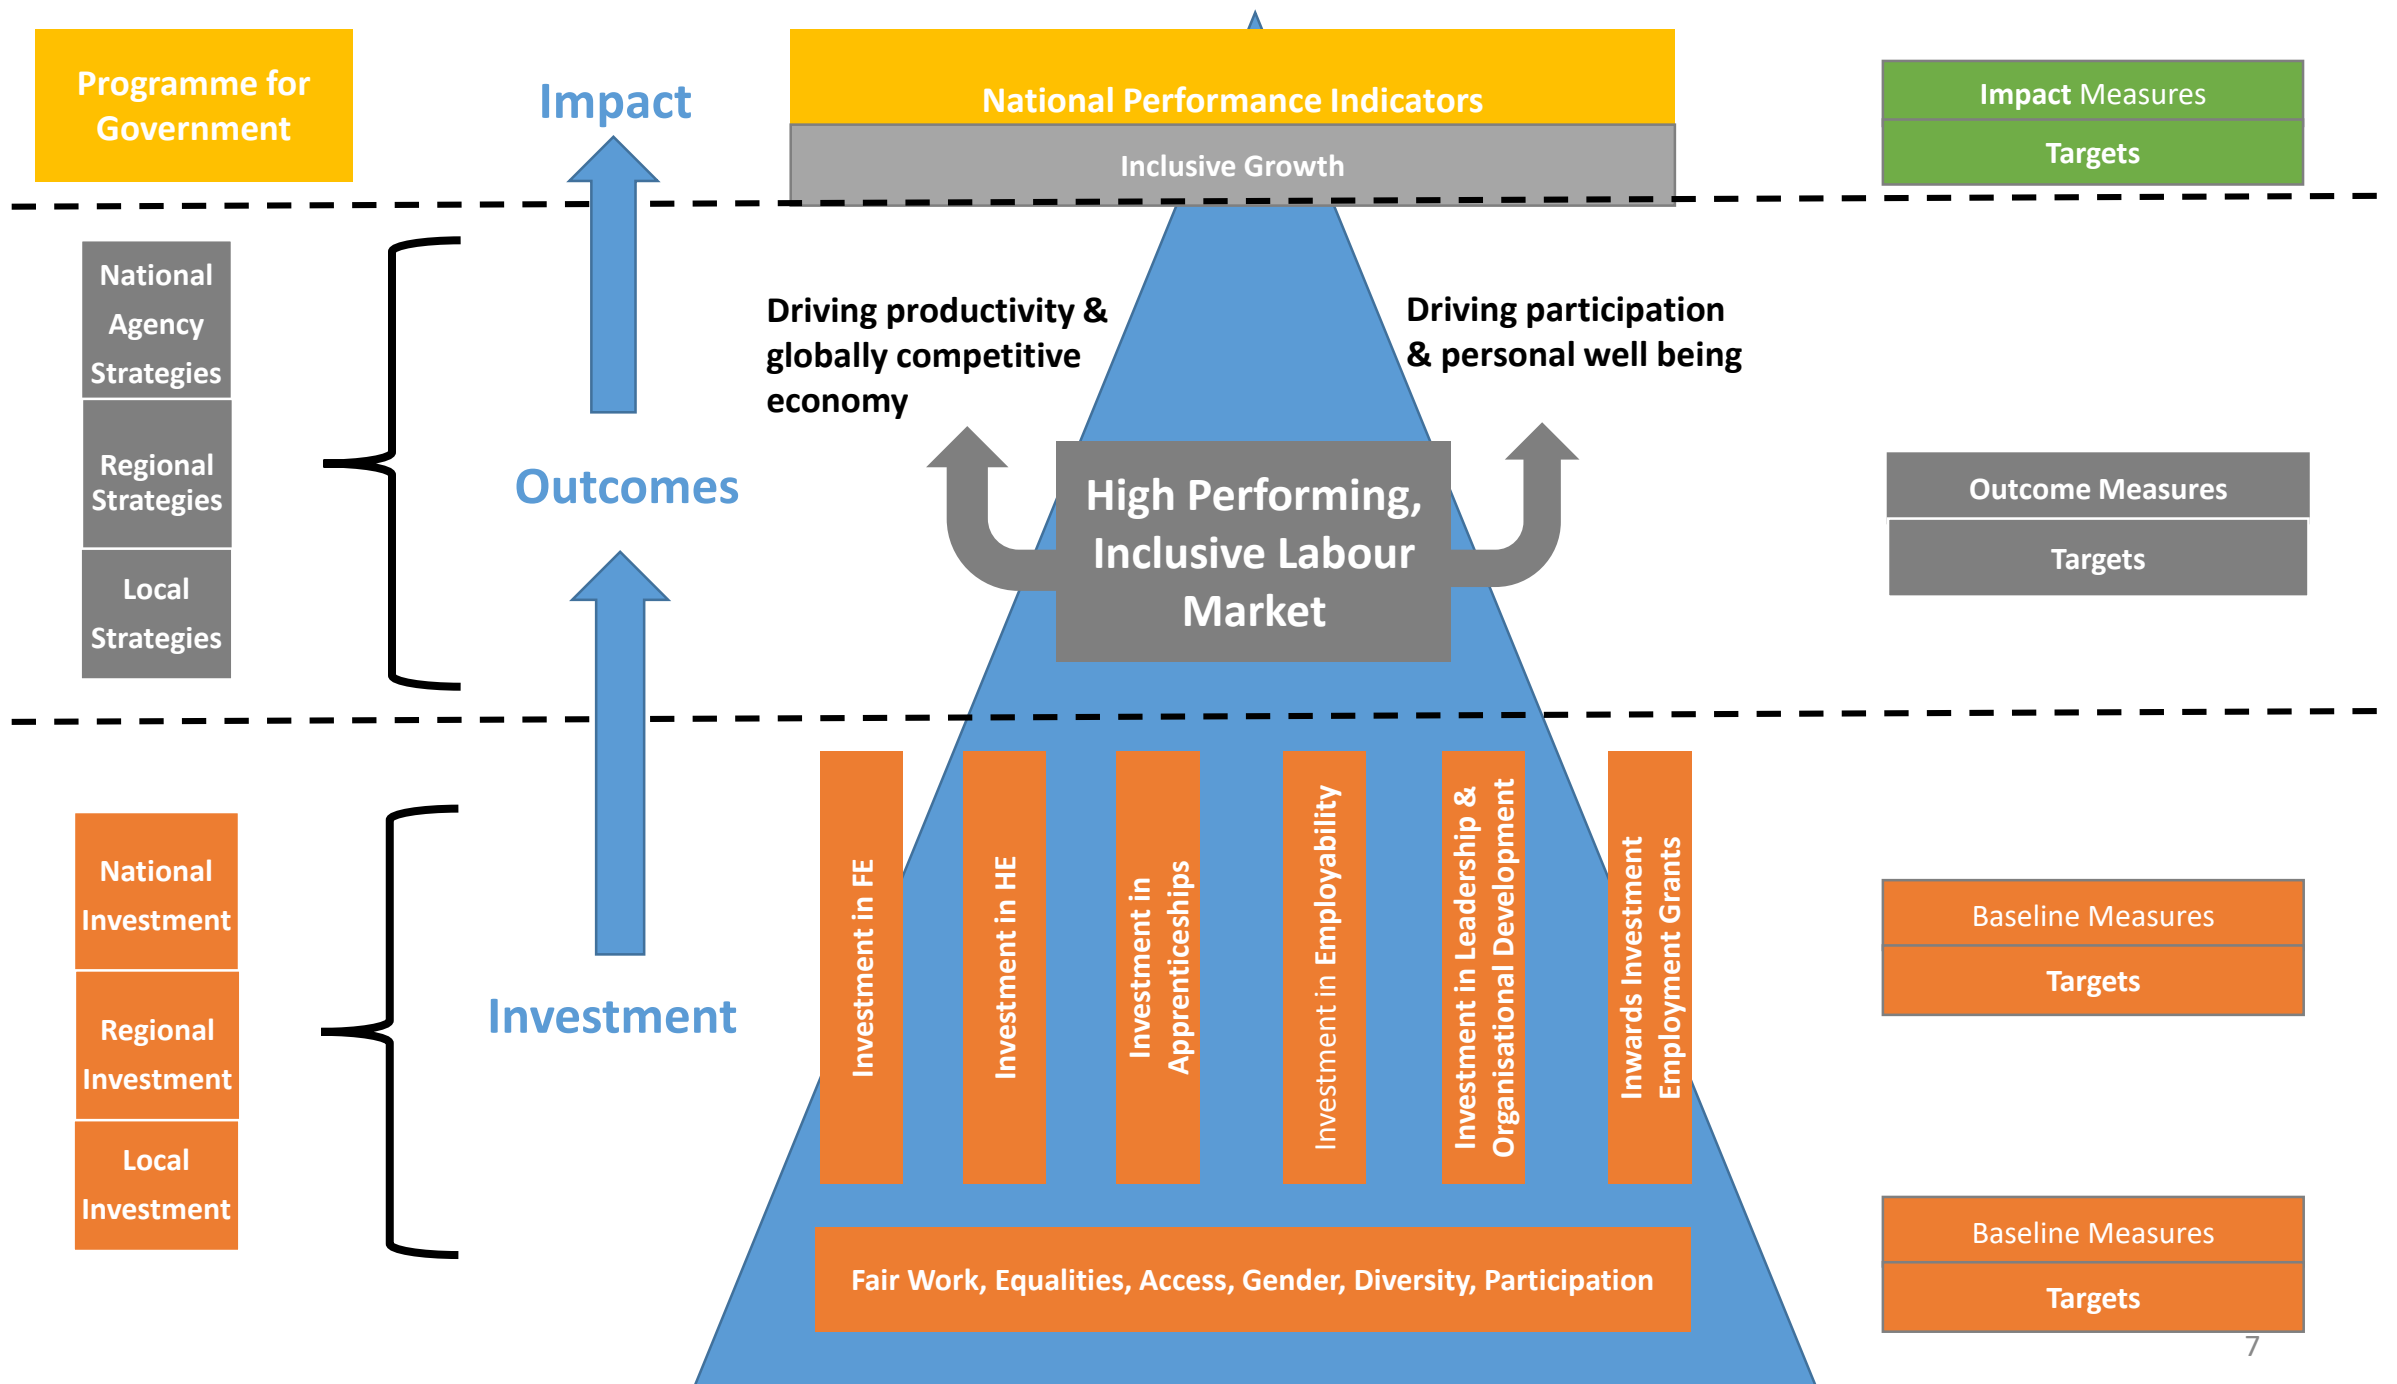 Programme for
Government
Impact
National Performance Indicators
Inclusive Growth
Impact Measures
Targets
National
Agency
Strategies
Regional
Strategies
Local
Strategies
Outcomes
Driving productivity &
globally competitive
economy
Driving participation
& personal well being
High Performing,
Inclusive Labour
Market
Outcome Measures
Targets
National
Investment
Regional
Investment
Local
Investment
Investment
Investment in FE
Investment in HE
Investment in
Apprenticeships
Investment in Employability
Investment in Leadership &
Organisational Development
Inwards Investment
Employment Grants
Fair Work, Equalities, Access, Gender, Diversity, Participation
Baseline Measures
Targets
Baseline Measures
Targets
7